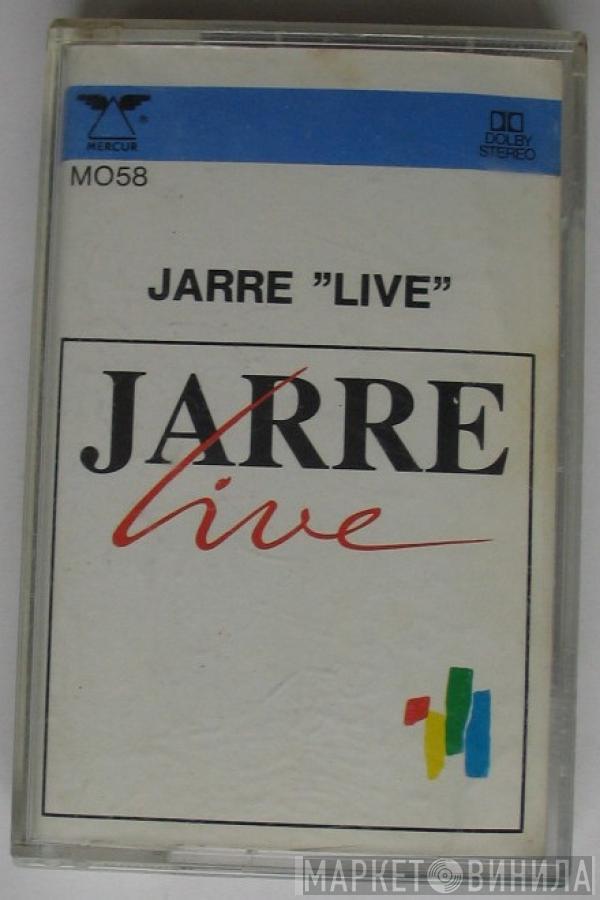 MERCUR ®
DOLBY
STEREO
MO58
JARRE ”LIVE”
JARRE
Live
МАРКЕТ ВИНИЛА